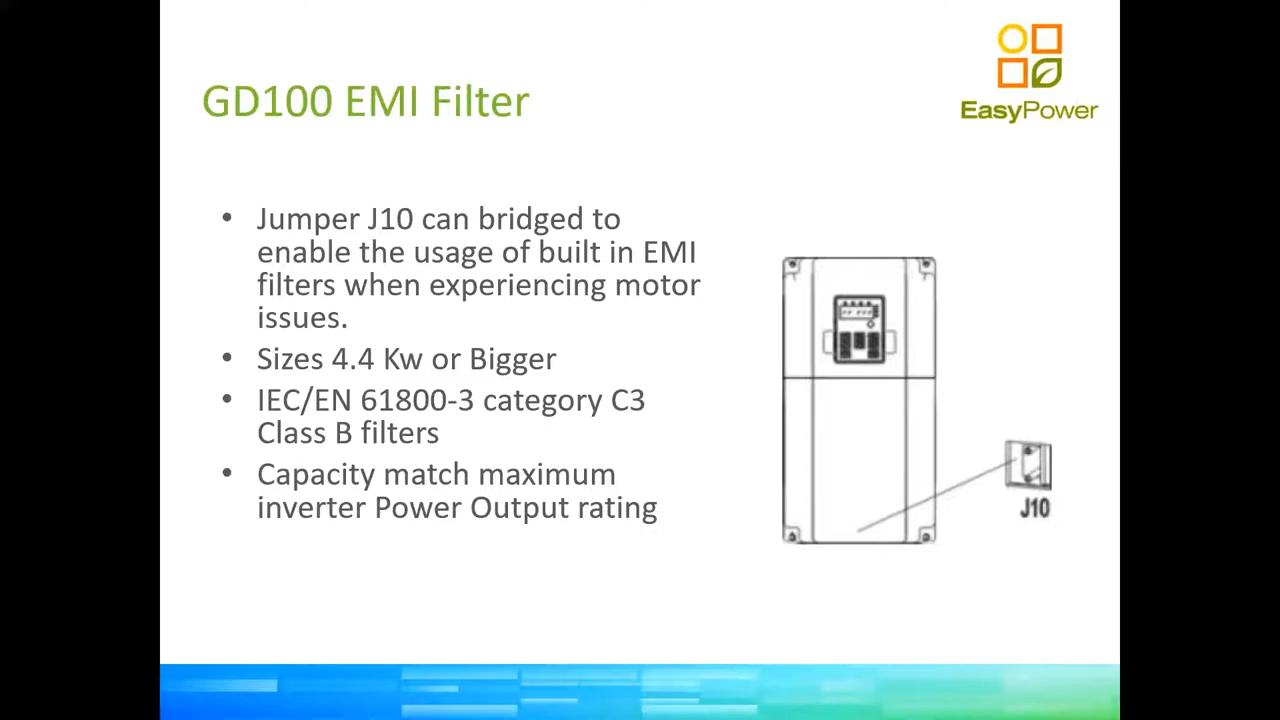 EasyPower
GD100 EMI Filter
• Jumper J10 can bridged to
enable the usage of built in EMI
filters when experiencing motor
issues.
• Sizes 4.4 Kw or Bigger
• IEC/EN 61800-3 category C3
Class B filters
• Capacity match maximum
inverter Power Output rating
J10